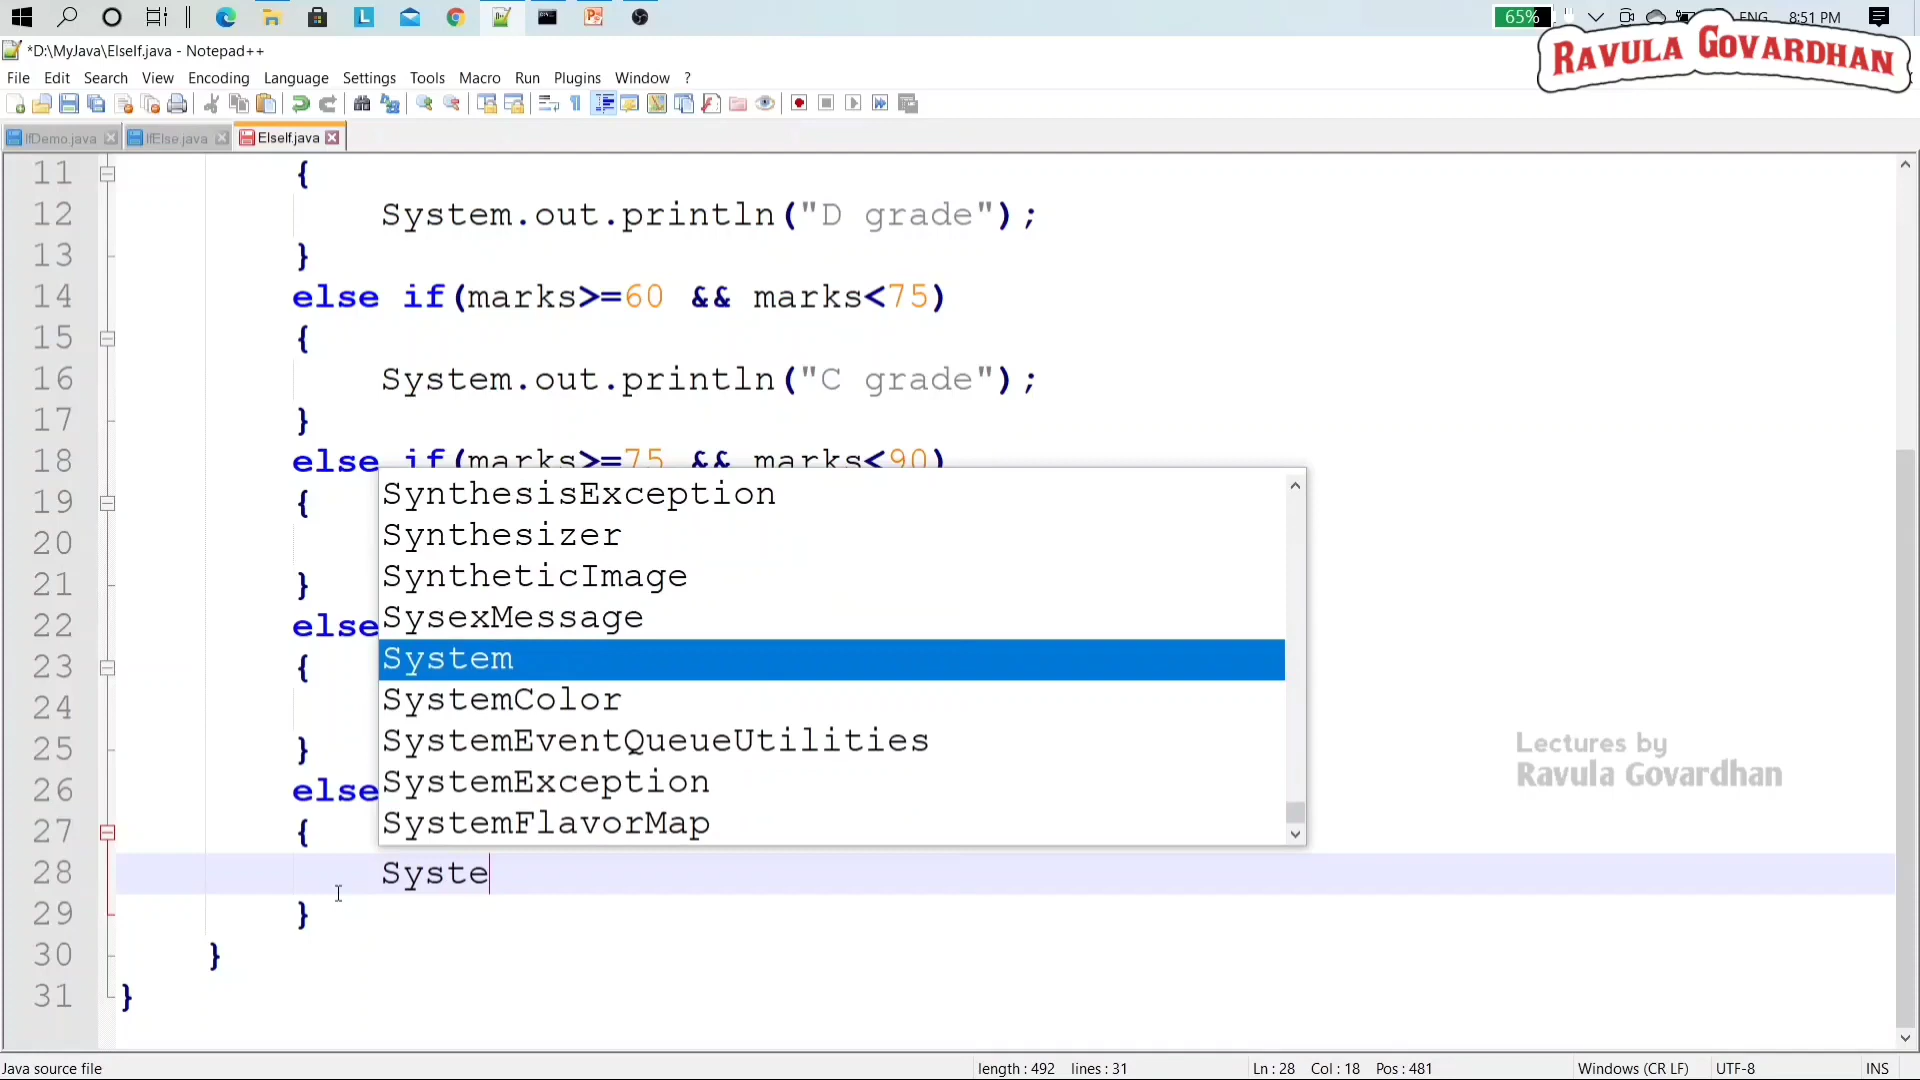 65%
ENG
8:51 PM
RAVULA GOVARDHAN
*D:\MyJava\ElseIf.java - Notepad++
File Edit Search View Encoding Language Settings Tools Macro Run Plugins Window ?
IfDemo.java IfElse.java ElseIf.java
11 {
12 System.out.println("D grade");
13 }
14 else if(marks>=60 && marks<75)
15 {
16 System.out.println("C grade");
17 }
18 else if(marks>=75 && marks<90)
19 {
SynthesisException
20
Synthesizer
21 }
SyntheticImage
22 else
SysexMessage
23 {
System
24
SystemColor
25 }
SystemEventQueueUtilities
26 else
SystemException
27 {
SystemFlavorMap
28 Syste
29 }
30 }
31 }
Lectures by
Ravula Govardhan
Java source file length : 492 lines : 31 Ln : 28 Col : 18 Pos : 481 Windows (CR LF) UTF-8 INS